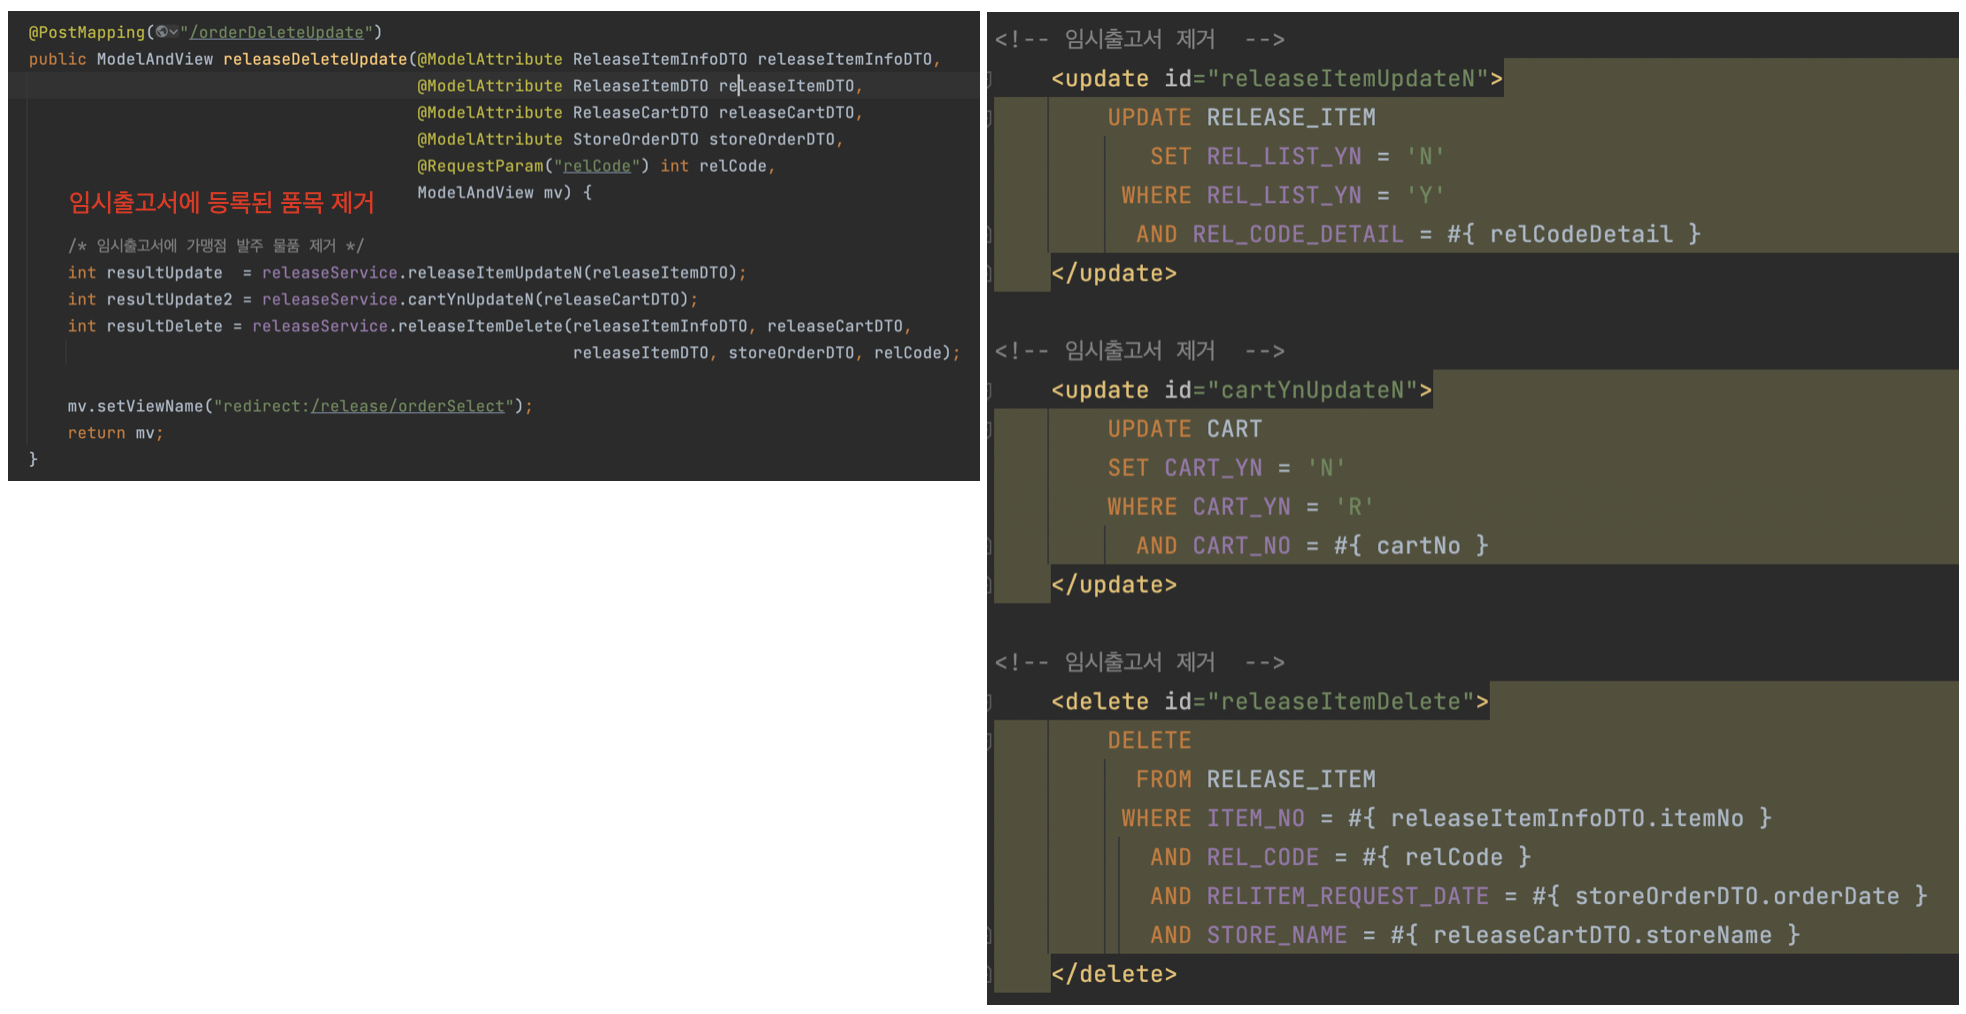 @PostMapping("/orderDeleteUpdate")
public ModelAndView releaseDeleteUpdate(@ModelAttribute ReleaseItemInfoDTO releaseItemInfoDTO,
@ModelAttribute ReleaseItemDTO releaseItemDTO,
@ModelAttribute ReleaseCartDTO releaseCartDTO,
@ModelAttribute StoreOrderDTO storeOrderDTO,
@RequestParam("relCode") int relCode,
ModelAndView mv) {
임시출고서에 등록된 품목 제거
/* 임시출고서에 가맹점 발주 물품 제거 */
int resultUpdate  = releaseService.releaseItemUpdateN(releaseItemDTO);
int resultUpdate2 = releaseService.cartYnUpdateN(releaseCartDTO);
int resultDelete = releaseService.releaseItemDelete(releaseItemInfoDTO, releaseCartDTO,
releaseItemDTO, storeOrderDTO, relCode);
mv.setViewName("redirect:/release/orderSelect");
return mv;
}
<!-- 임시출고서 제거  -->
<update id="releaseItemUpdateN">
UPDATE RELEASE_ITEM
SET REL_LIST_YN = 'N'
WHERE REL_LIST_YN = 'Y'
AND REL_CODE_DETAIL = #{ relCodeDetail }
</update>
<!-- 임시출고서 제거  -->
<update id="cartYnUpdateN">
UPDATE CART
SET CART_YN = 'N'
WHERE CART_YN = 'R'
AND CART_NO = #{ cartNo }
</update>
<!-- 임시출고서 제거  -->
<delete id="releaseItemDelete">
DELETE
FROM RELEASE_ITEM
WHERE ITEM_NO = #{ releaseItemInfoDTO.itemNo }
AND REL_CODE = #{ relCode }
AND RELITEM_REQUEST_DATE = #{ storeOrderDTO.orderDate }
AND STORE_NAME = #{ releaseCartDTO.storeName }
</delete>